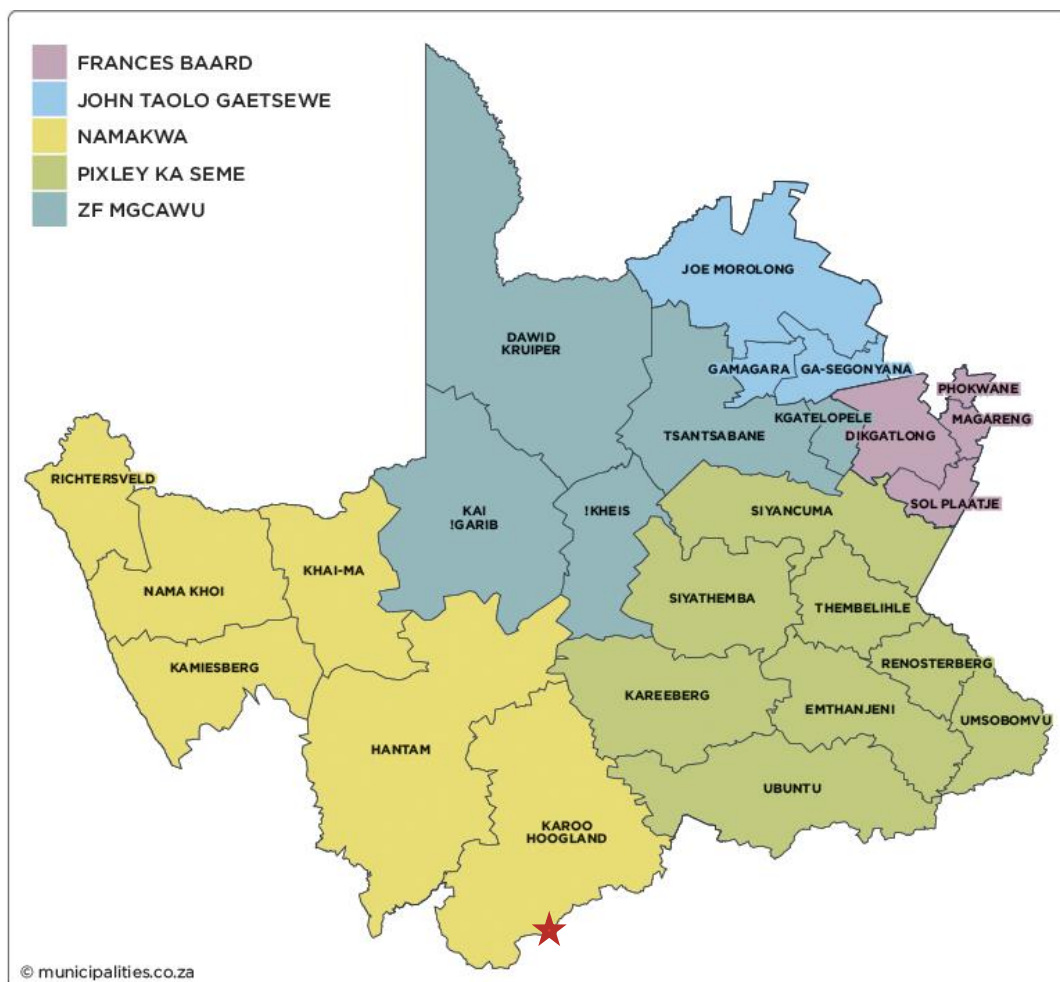 FRANCES BAARD
JOHN TAOLO GAETSEWE
NAMAKWA
PIXLEY KA SEME
ZF MGCAWU
JOE MOROLONG
DAWID
KRUIPER
GAMAGARA
GA-SEGONYANA
PHOKWANE
KGATELOPELE
MAGARENG
TSANTSABANE
DIKGATLONG
RICHTERSVELD
SOL PLAATJE
KAI
!GARIB
!KHEIS
SIYANCUMA
KHAI-MA
NAMA KHOI
SIYATHEMBA
THEMBELIHLE
KAMIESBERG
RENOSTERBERG
KAREEBERG
EMTHANJENI
UMSOBOMVU
HANTAM
UBUNTU
KAROO
HOOGLAND
© municipalities.co.za